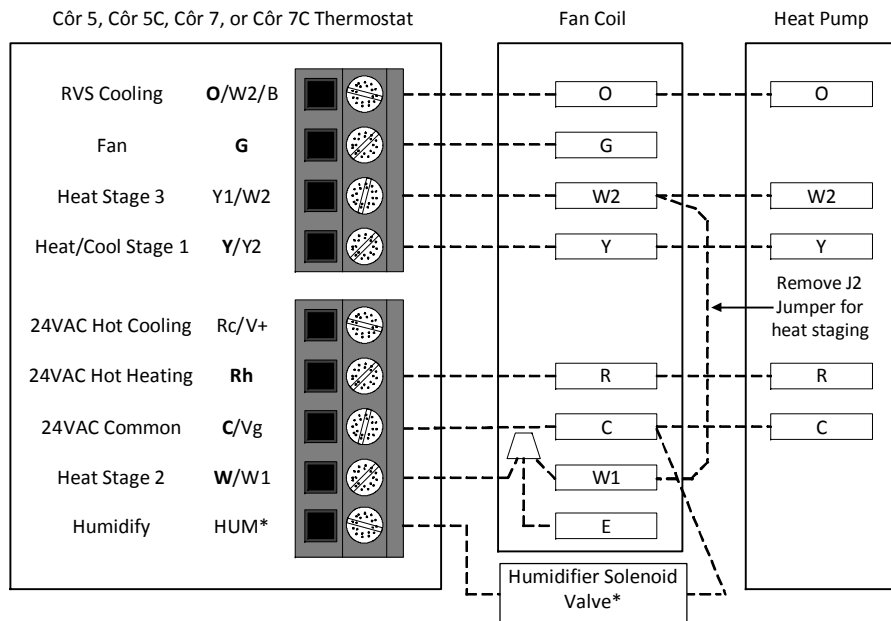 Côr 5, Côr 5C, Côr 7, or Côr 7C Thermostat
Fan Coil
Heat Pump
RVS Cooling
O/W2/B
O
O
Fan
G
G
Heat Stage 3
Y1/W2
W2
W2
Heat/Cool Stage 1
Y/Y2
Y
Y
Remove J2
Jumper for
heat staging
24VAC Hot Cooling
Rc/V+
24VAC Hot Heating
Rh
R
R
24VAC Common
C/Vg
C
C
Heat Stage 2
W/W1
W1
Humidify
HUM*
E
Humidifier Solenoid
Valve*